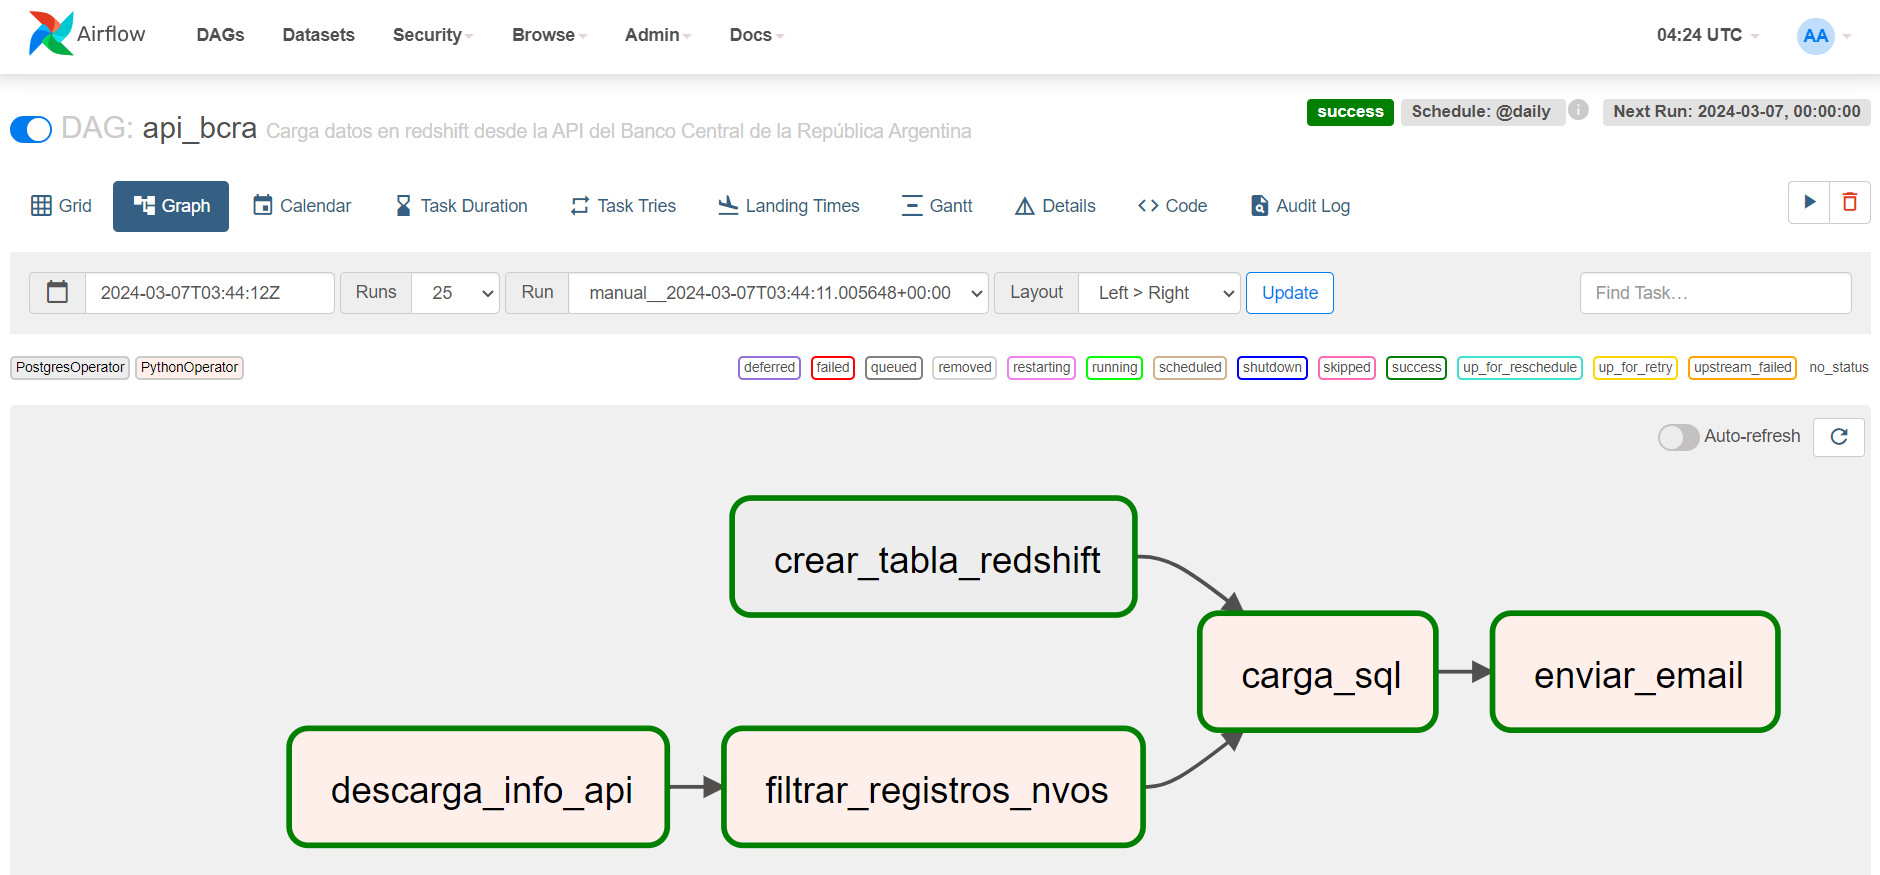 Airflow DAGs Datasets Security Browse Admin Docs 04:24 UTC AA
DAG: api_bcra Carga datos en redshift desde la API del Banco Central de la República Argentina
success Schedule: @daily i Next Run: 2024-03-07, 00:00:00
Grid Graph Calendar Task Duration Task Tries Landing Times Gantt Details Code Audit Log
2024-03-07T03:44:12Z Runs 25 Run manual__2024-03-07T03:44:11.005648+00:00 Layout Left > Right Update Find Task…
PostgresOperator PythonOperator deferred failed queued removed restarting running scheduled shutdown skipped success up_for_reschedule up_for_retry upstream_failed no_status
Auto-refresh
crear_tabla_redshift
carga_sql enviar_email
descarga_info_api filtrar_registros_nvos